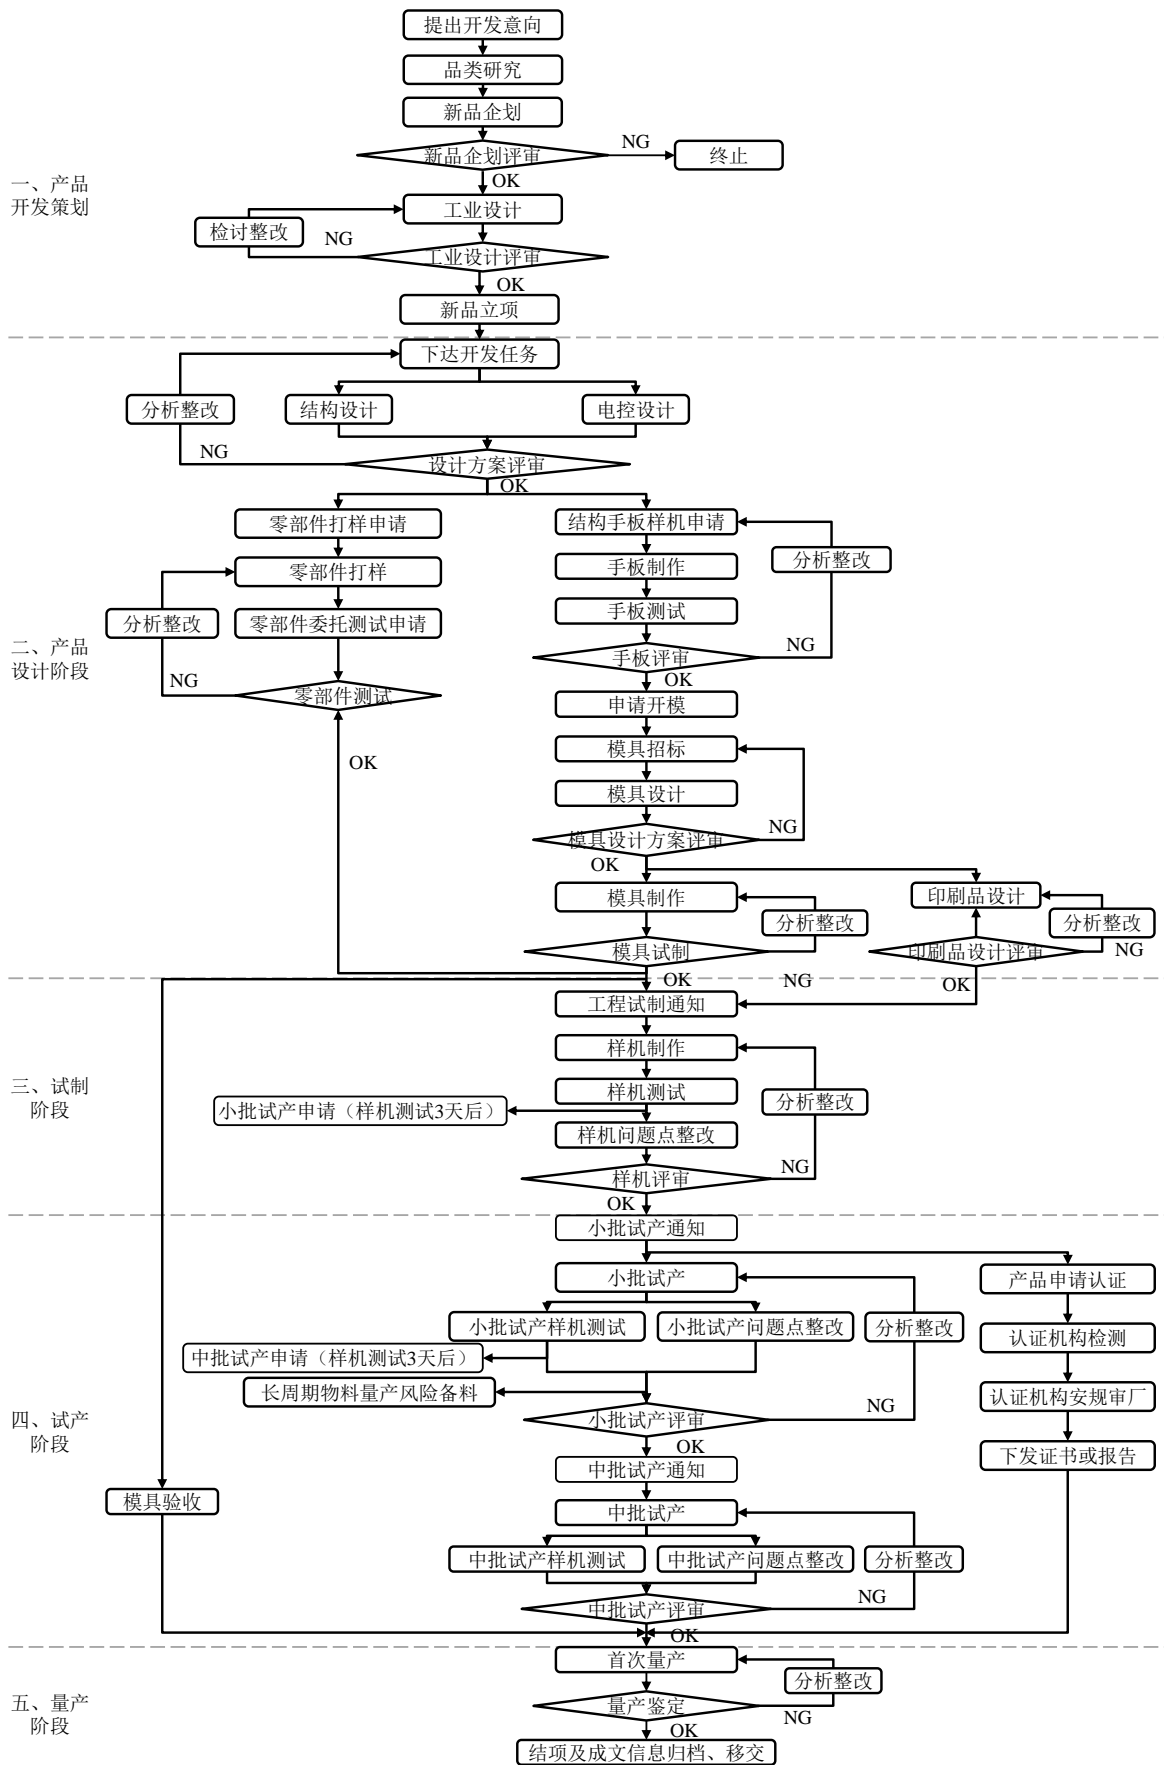 提出开发意向
品类研究
新品企划
新品企划评审
NG
终止
OK
一、产品
开发策划
工业设计
检讨整改
NG
工业设计评审
OK
新品立项
下达开发任务
分析整改
结构设计
电控设计
NG
设计方案评审
OK
零部件打样申请
结构手板样机申请
分析整改
零部件打样
手板制作
分析整改
零部件委托测试申请
手板测试
二、产品
设计阶段
NG
手板评审
NG
零部件测试
OK
申请开模
OK
模具招标
模具设计
NG
模具设计方案评审
OK
模具制作
印刷品设计
分析整改
分析整改
模具试制
印刷品设计评审
NG
OK
NG
OK
工程试制通知
样机制作
三、试制
阶段
样机测试
分析整改
小批试产申请（样机测试3天后）
样机问题点整改
NG
样机评审
OK
小批试产通知
小批试产
产品申请认证
小批试产样机测试
小批试产问题点整改
分析整改
认证机构检测
中批试产申请（样机测试3天后）
长周期物料量产风险备料
认证机构安规审厂
NG
小批试产评审
四、试产
阶段
OK
下发证书或报告
中批试产通知
模具验收
中批试产
中批试产样机测试
中批试产问题点整改
分析整改
NG
中批试产评审
OK
首次量产
分析整改
五、量产
阶段
量产鉴定
NG
OK
结项及成文信息归档、移交